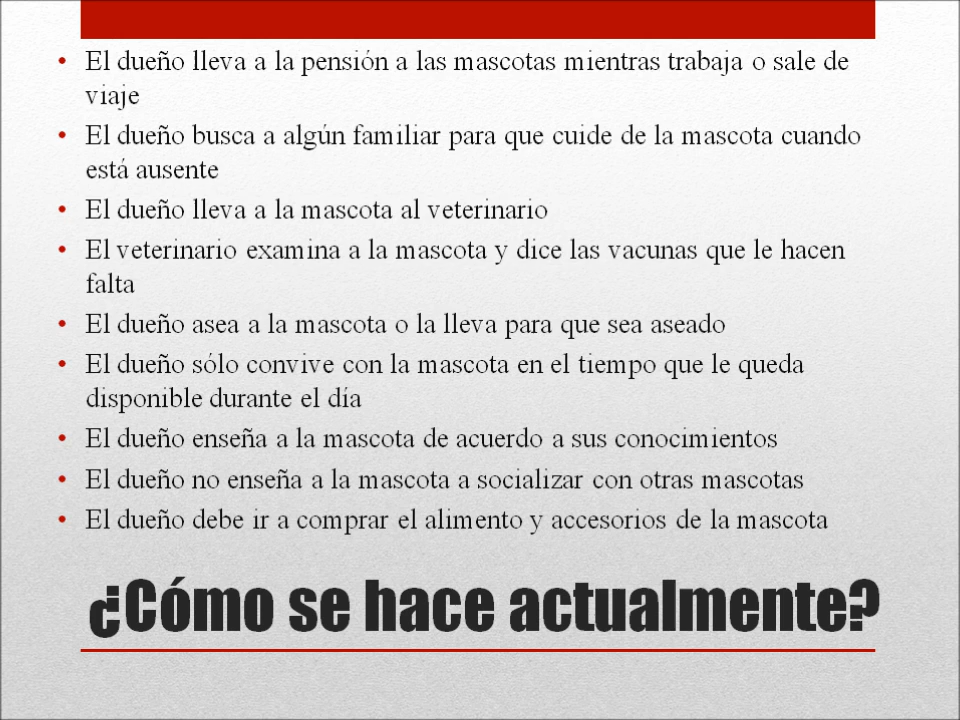 • El dueño lleva a la pensión a las mascotas mientras trabaja o sale de
viaje
• El dueño busca a algún familiar para que cuide de la mascota cuando
está ausente
• El dueño lleva a la mascota al veterinario
• El veterinario examina a la mascota y dice las vacunas que le hacen
falta
• El dueño asea a la mascota o la lleva para que sea aseado
• El dueño sólo convive con la mascota en el tiempo que le queda
disponible durante el día
• El dueño enseña a la mascota de acuerdo a sus conocimientos
• El dueño no enseña a la mascota a socializar con otras mascotas
• El dueño debe ir a comprar el alimento y accesorios de la mascota
¿Cómo se hace actualmente?